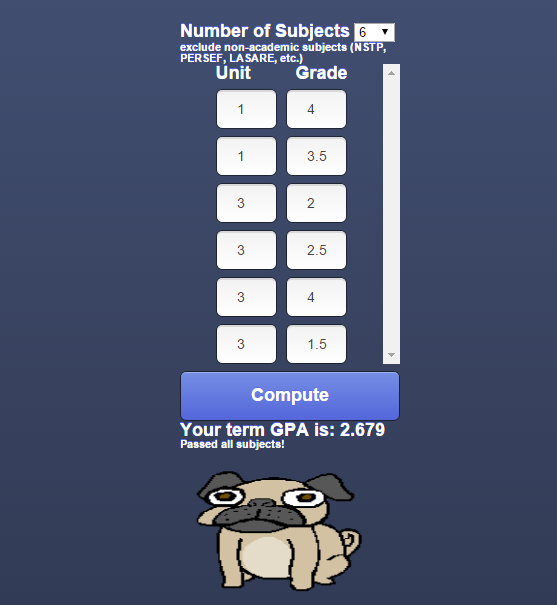 Number of Subjects 6
exclude non-academic subjects (NSTP,
PERSEF, LASARE, etc.)
Unit Grade
1 4
1 3.5
3 2
3 2.5
3 4
3 1.5
Compute
Your term GPA is: 2.679
Passed all subjects!